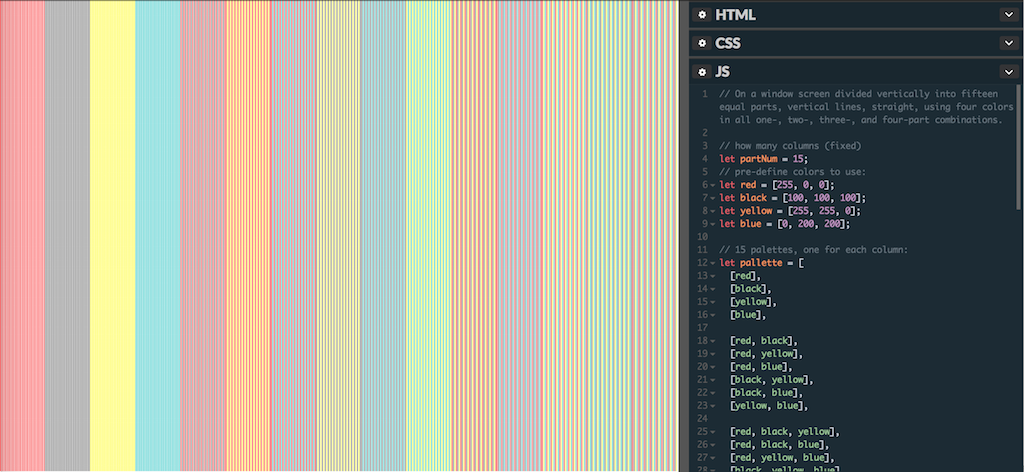 HTML
CSS
JS
1 // On a window screen divided vertically into fifteen
equal parts, vertical lines, straight, using four colors
in all one-, two-, three-, and four-part combinations.
2
3 // how many columns (fixed)
4 let partNum = 15;
5 // pre-define colors to use:
6 let red = [255, 0, 0];
7 let black = [100, 100, 100];
8 let yellow = [255, 255, 0];
9 let blue = [0, 200, 200];
10
11 // 15 palettes, one for each column:
12 let pallette = [
13 [red],
14 [black],
15 [yellow],
16 [blue],
17
18 [red, black],
19 [red, yellow],
20 [red, blue],
21 [black, yellow],
22 [black, blue],
23 [yellow, blue],
24
25 [red, black, yellow],
26 [red, black, blue],
27 [red, yellow, blue],
28 [black, yellow, blue]